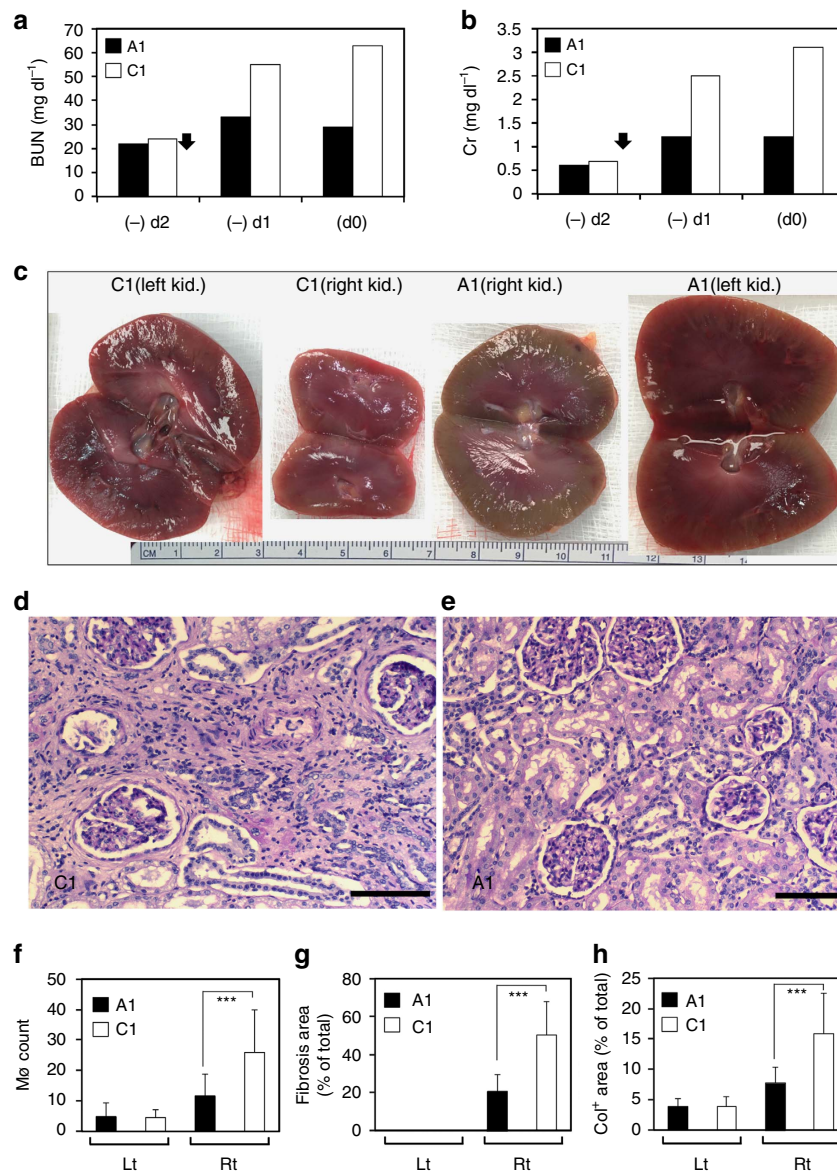 a
BUN (mg dl⁻¹)
70
60
50
40
30
20
10
0
A1
C1
(–) d2
(–) d1
(d0)
b
Cr (mg dl⁻¹)
3.5
3
2.5
2
1.5
1
0.5
0
A1
C1
(–) d2
(–) d1
(d0)
c
C1(left kid.)
C1(right kid.)
A1(right kid.)
A1(left kid.)
CM 1 2 3 4 5 6 7 8 9 10 11 12 13
d
C1
e
A1
f
Mø count
50
40
30
20
10
0
A1
C1
***
Lt
Rt
g
Fibrosis area
(% of total)
80
60
40
20
0
A1
C1
***
Lt
Rt
h
Col⁺ area (% of total)
25
20
15
10
5
0
A1
C1
***
Lt
Rt